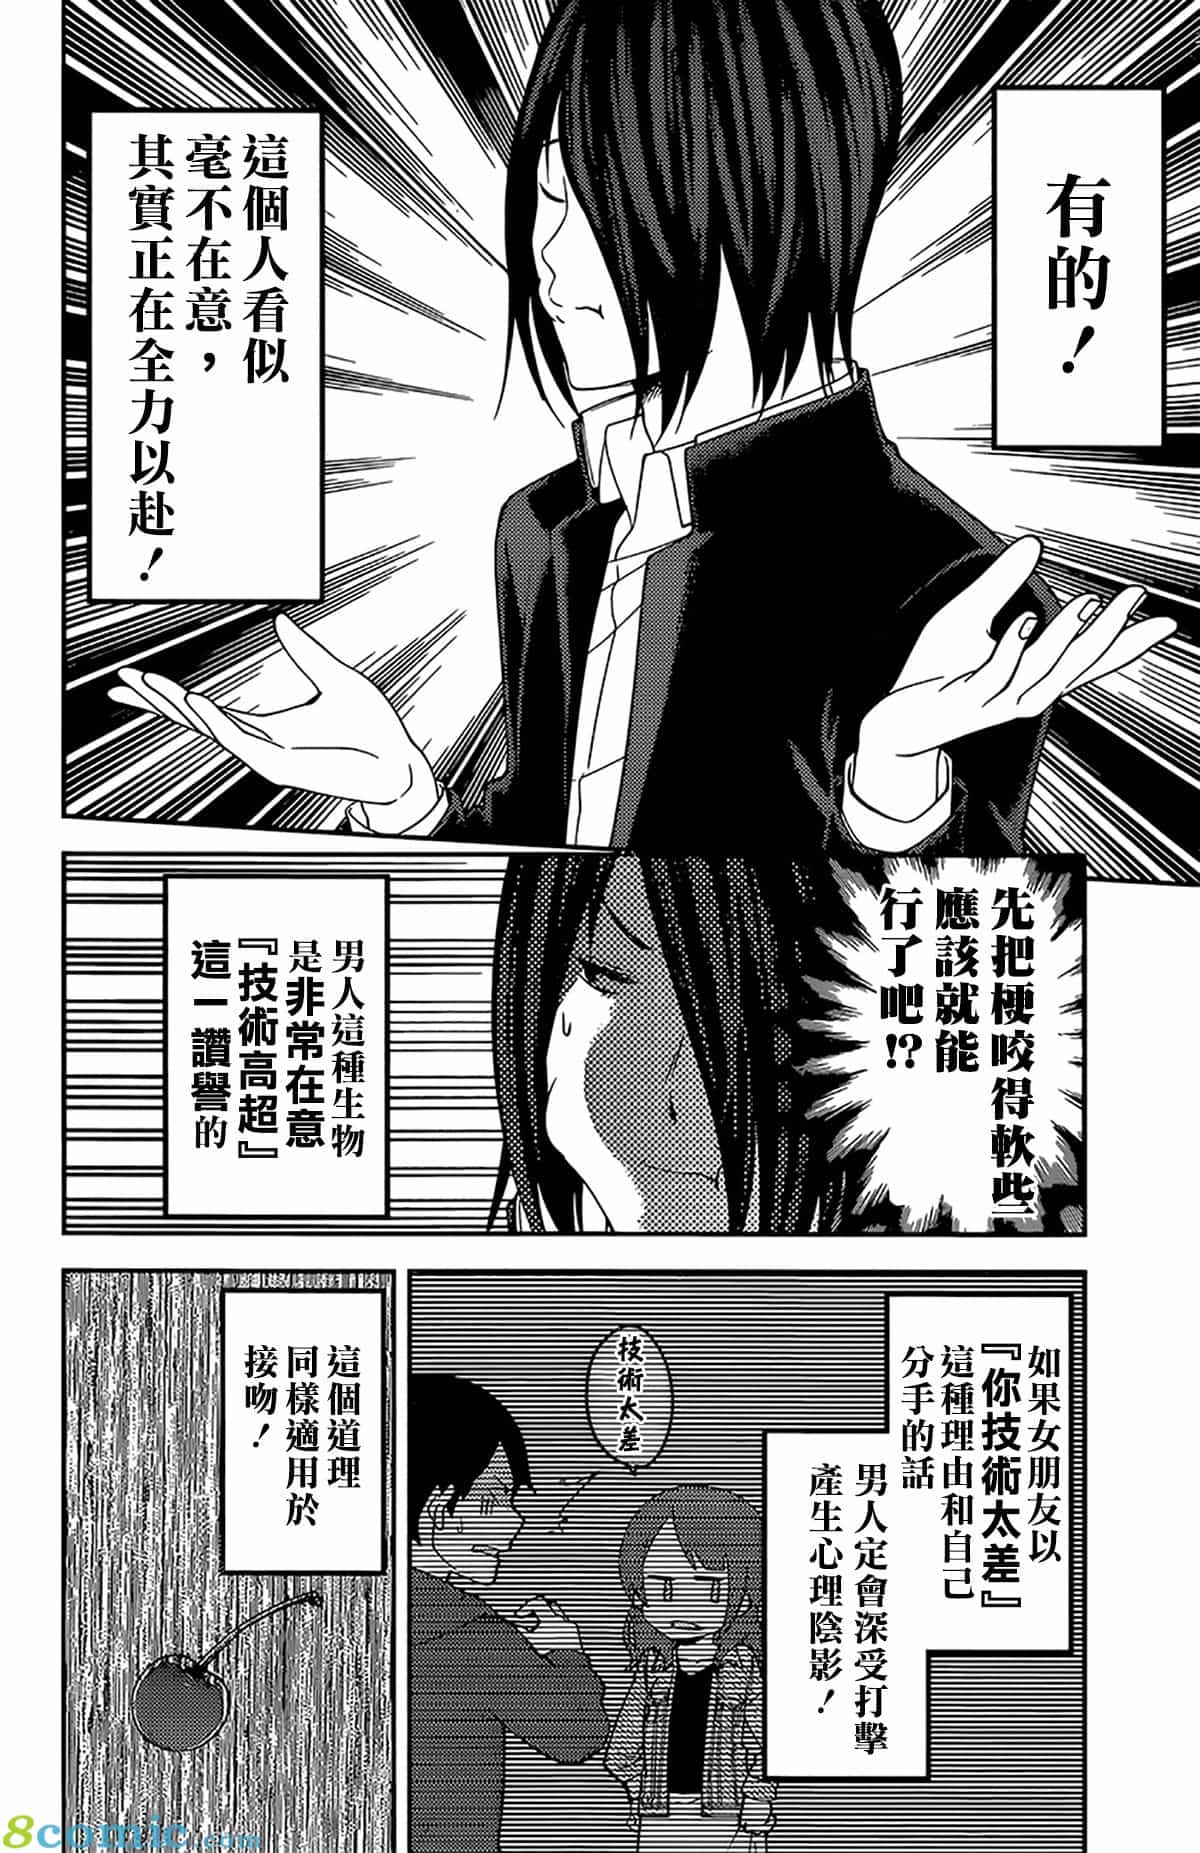 有的！
這個人看似
毫不在意，
其實正在全力以赴！
先把梗咬得軟些
應該就能
行了吧!?
男人這種生物
是非常在意
『技術高超』
這一讚譽的
如果女朋友以
『你技術太差』
這種理由和自己
分手的話
男人定會深受打擊
產生心理陰影！
技術太差
這個道理
同樣適用於
接吻！
8comic.com